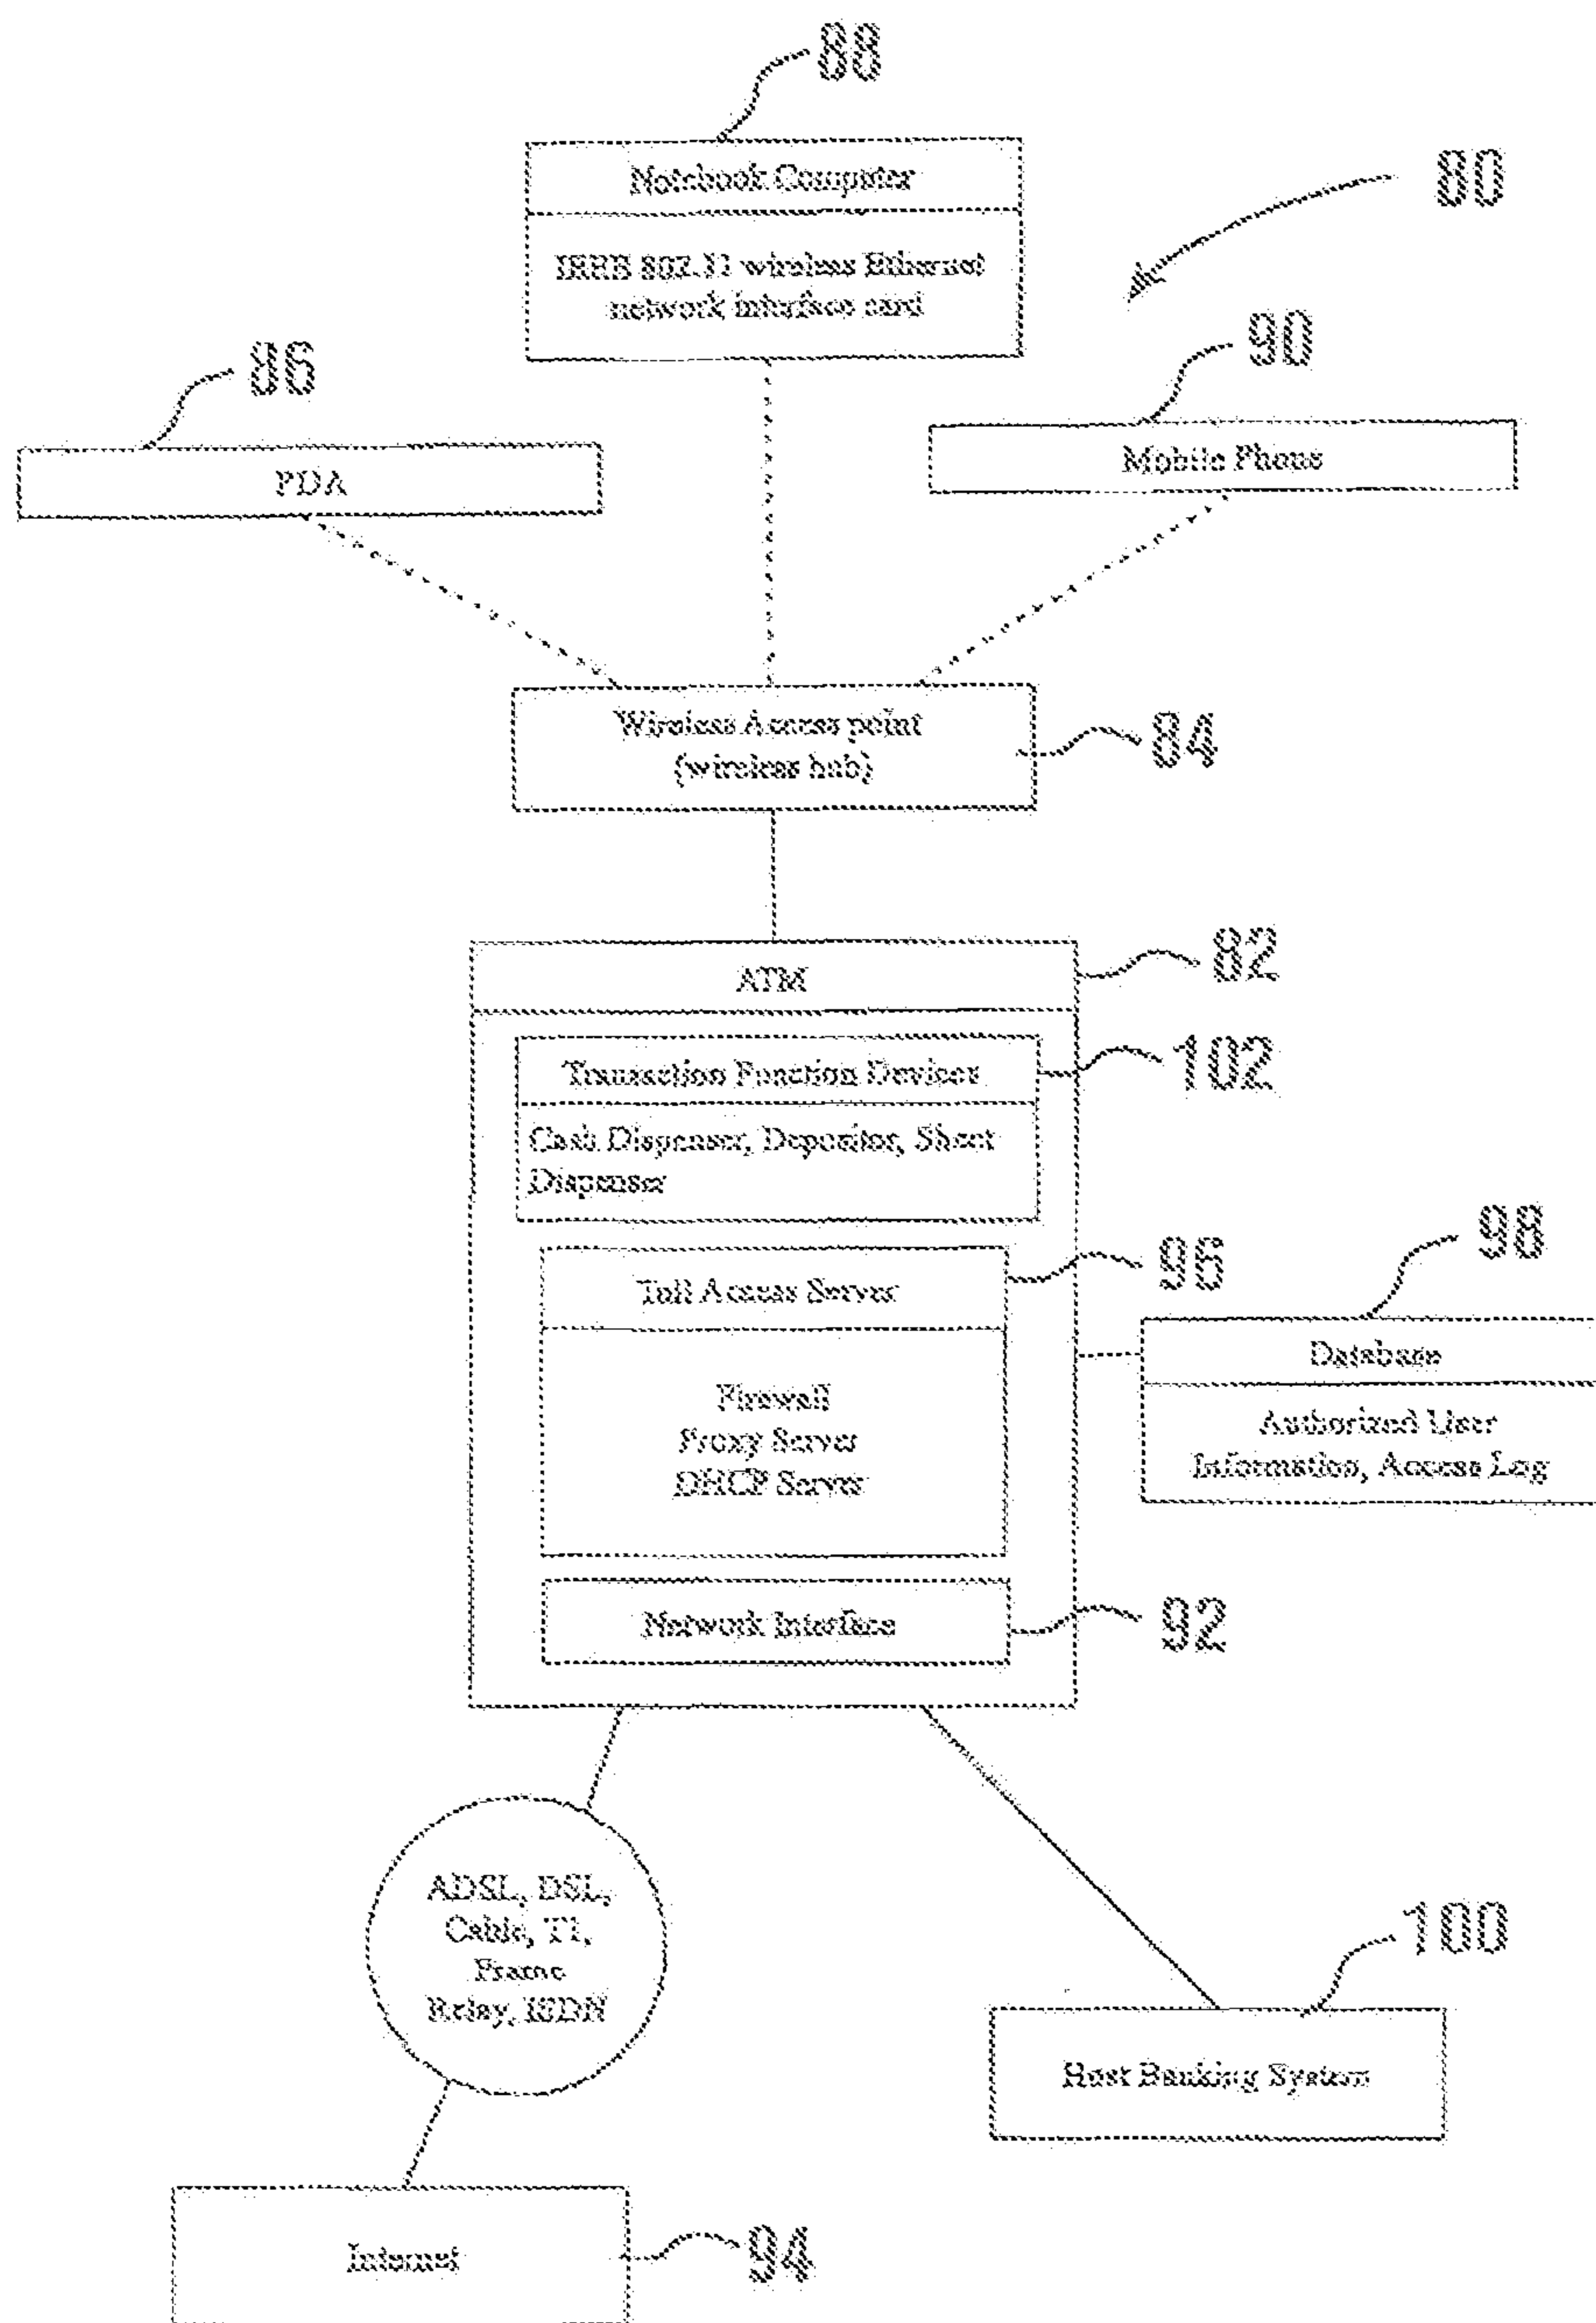 88
Notebook Computer
80
IEEE 802.11 wireless Ethernet
network interface card
90
86
Mobile Phone
PDA
Wireless Access point
(wireless hub)
84
ATM
82
Transaction Function Devices
102
Cash Dispenser, Depositor, Sheet
Dispenser
96
98
Toll Access Server
Database
Firewall
Proxy Server
DHCP Server
Authorized User
Information, Access Log
Network Interface
92
ADSL, DSL,
Cable, T1,
Frame
Relay, ISDN
100
Host Banking System
Internet
94